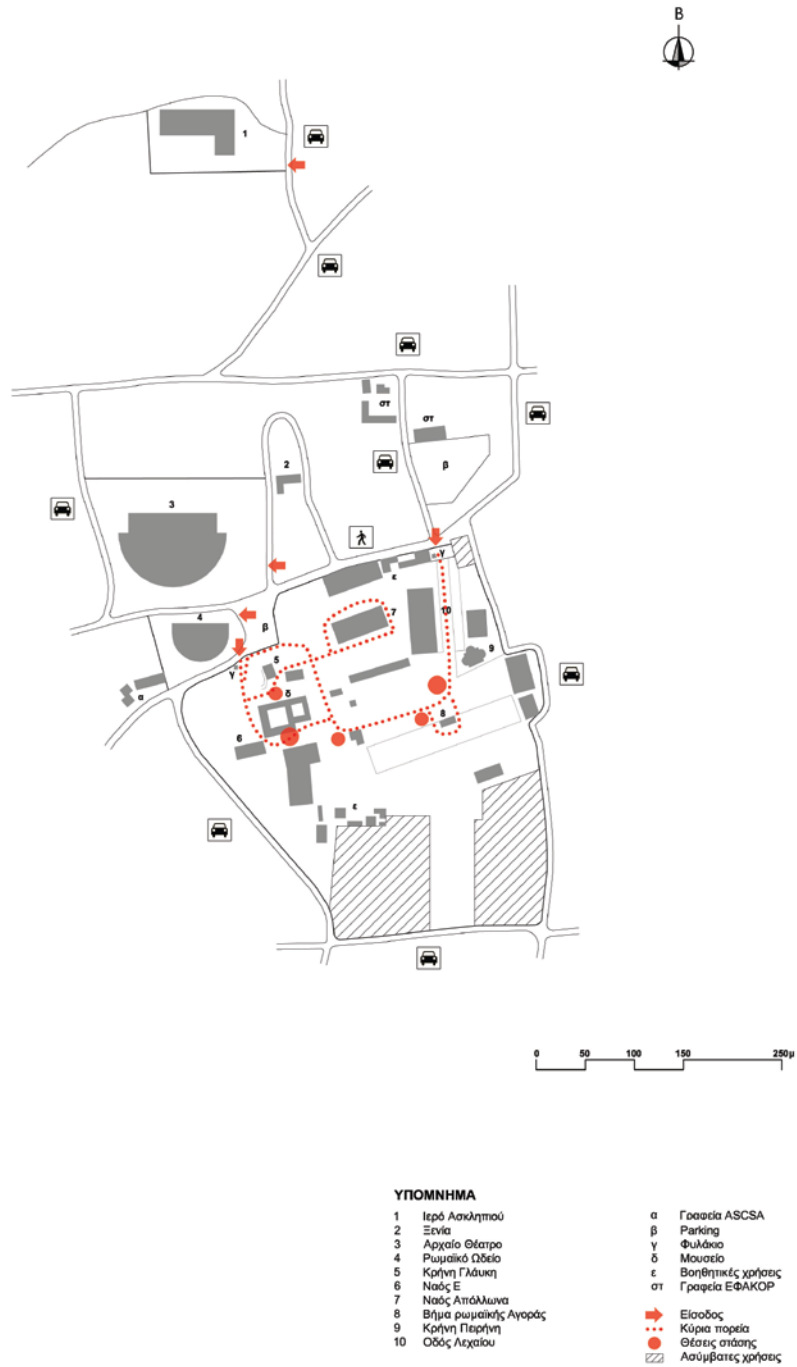 Β
1
στ
στ
β
2
3
γ
ε
10
4
7
β
9
5
γ
δ
α
8
6
ε
0 50 100 150 250μ
ΥΠΟΜΝΗΜΑ
1 Ιερό Ασκληπιού
2 Ξενία
3 Αρχαίο Θέατρο
4 Ρωμαϊκό Ωδείο
5 Κρήνη Γλάυκη
6 Ναός Ε
7 Ναός Απόλλωνα
8 Βήμα ρωμαϊκής Αγοράς
9 Κρήνη Πειρήνη
10 Οδός Λεχαίου
α Γραφεία ASCSA
β Parking
γ Φυλάκιο
δ Μουσείο
ε Βοηθητικές χρήσεις
στ Γραφεία ΕΦΑΚΟΡ
Είσοδος
Κύρια πορεία
Θέσεις στάσης
Ασύμβατες χρήσεις